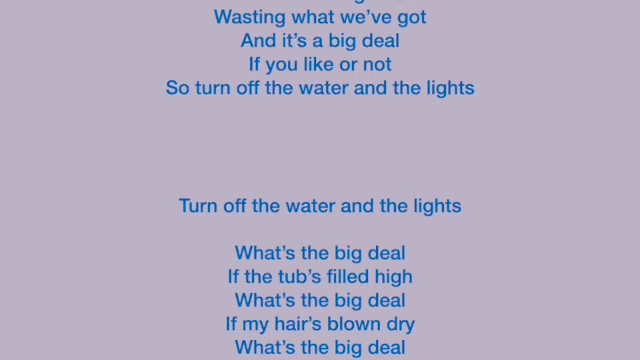 Wasting what we've got
And it's a big deal
If you like or not
So turn off the water and the lights
Turn off the water and the lights
What's the big deal
If the tub's filled high
What's the big deal
If my hair's blown dry
What's the big deal